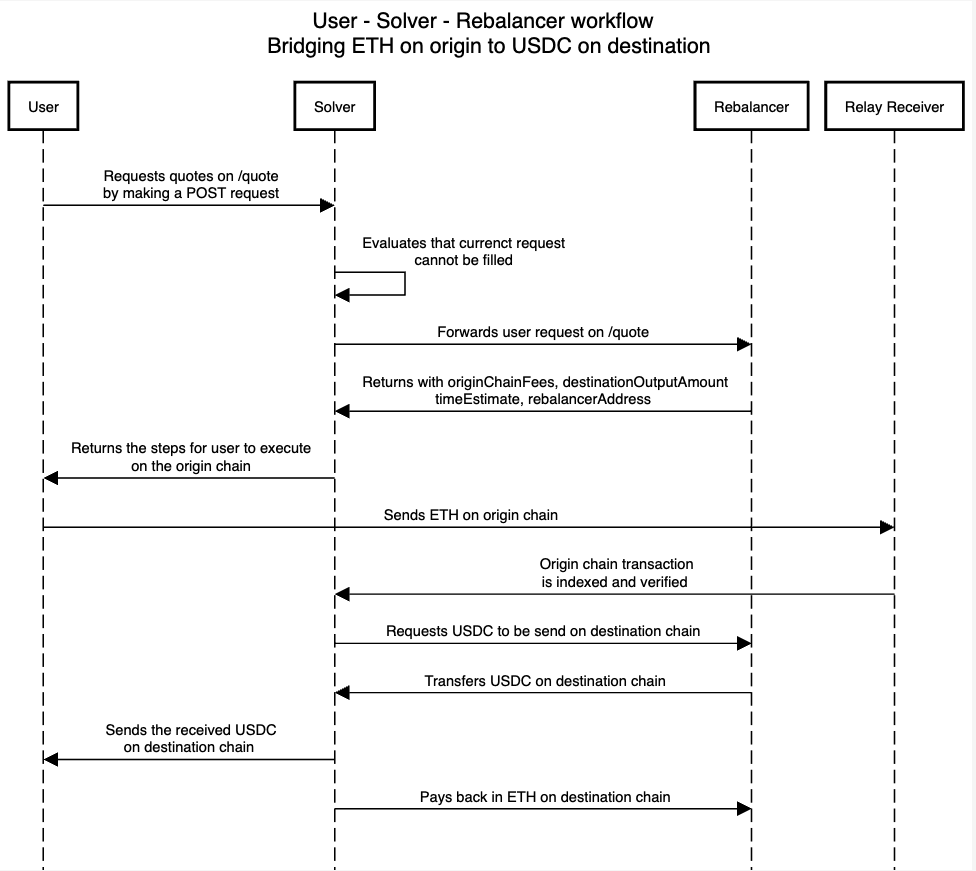 User - Solver - Rebalancer workflow
Bridging ETH on origin to USDC on destination
User
Solver
Rebalancer
Relay Receiver
Requests quotes on /quote
by making a POST request
Evaluates that currenct request
cannot be filled
Forwards user request on /quote
Returns with originChainFees, destinationOutputAmount
timeEstimate, rebalancerAddress
Returns the steps for user to execute
on the origin chain
Sends ETH on origin chain
Origin chain transaction
is indexed and verified
Requests USDC to be send on destination chain
Transfers USDC on destination chain
Sends the received USDC
on destination chain
Pays back in ETH on destination chain